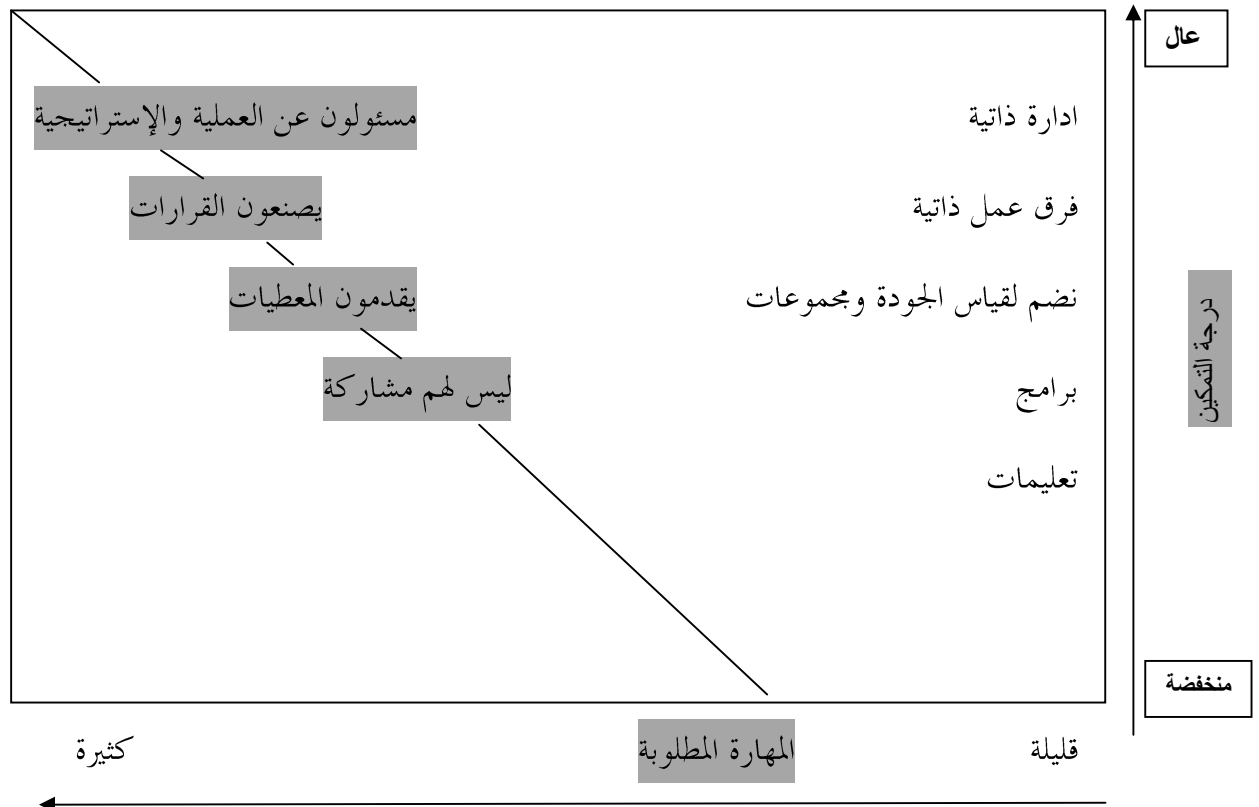 عال
ادارة ذاتية
مسئولون عن العملية والإستراتيجية
فرق عمل ذاتية
يصنعون القرارات
نضم لقياس الجودة ومجموعات
يقدمون المعطيات
درجة التمكين
برامج
ليس لهم مشاركة
تعليمات
منخفضة
قليلة
المهارة المطلوبة
كثيرة